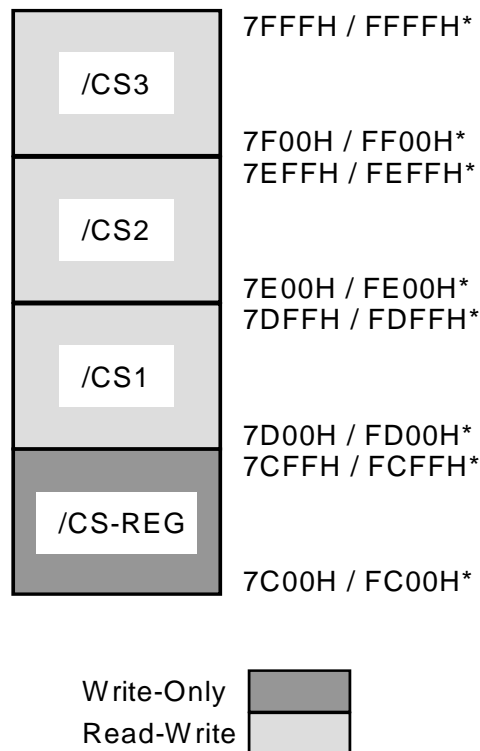 7FFFH / FFFFH*
/CS3
7F00H / FF00H*
7EFFH / FEFFH*
/CS2
7E00H / FE00H*
7DFFH / FDFFH*
/CS1
7D00H / FD00H*
7CFFH / FCFFH*
/CS-REG
7C00H / FC00H*
Write-Only
Read-Write